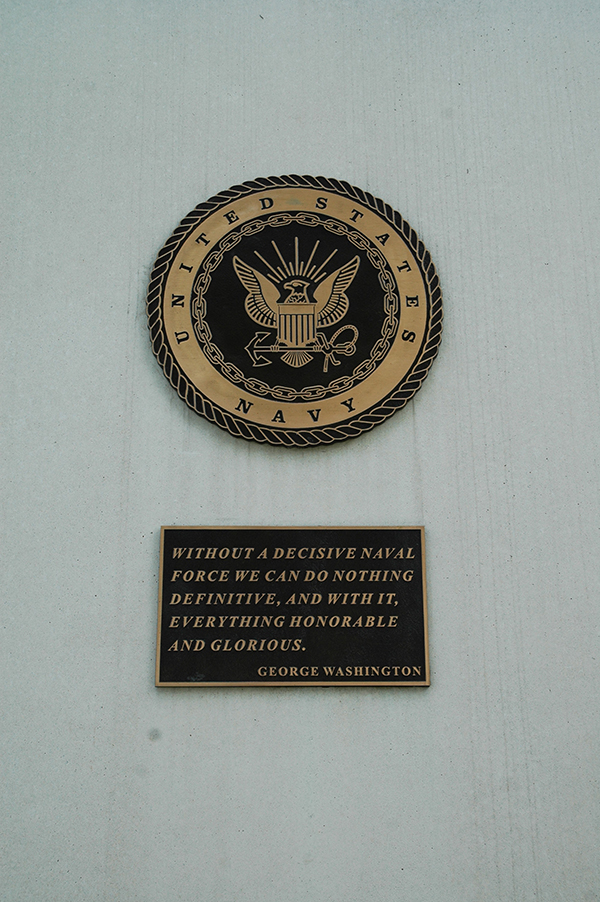 UNITED STATES
NAVY
WITHOUT A DECISIVE NAVAL
FORCE WE CAN DO NOTHING
DEFINITIVE, AND WITH IT,
EVERYTHING HONORABLE
AND GLORIOUS.
GEORGE WASHINGTON